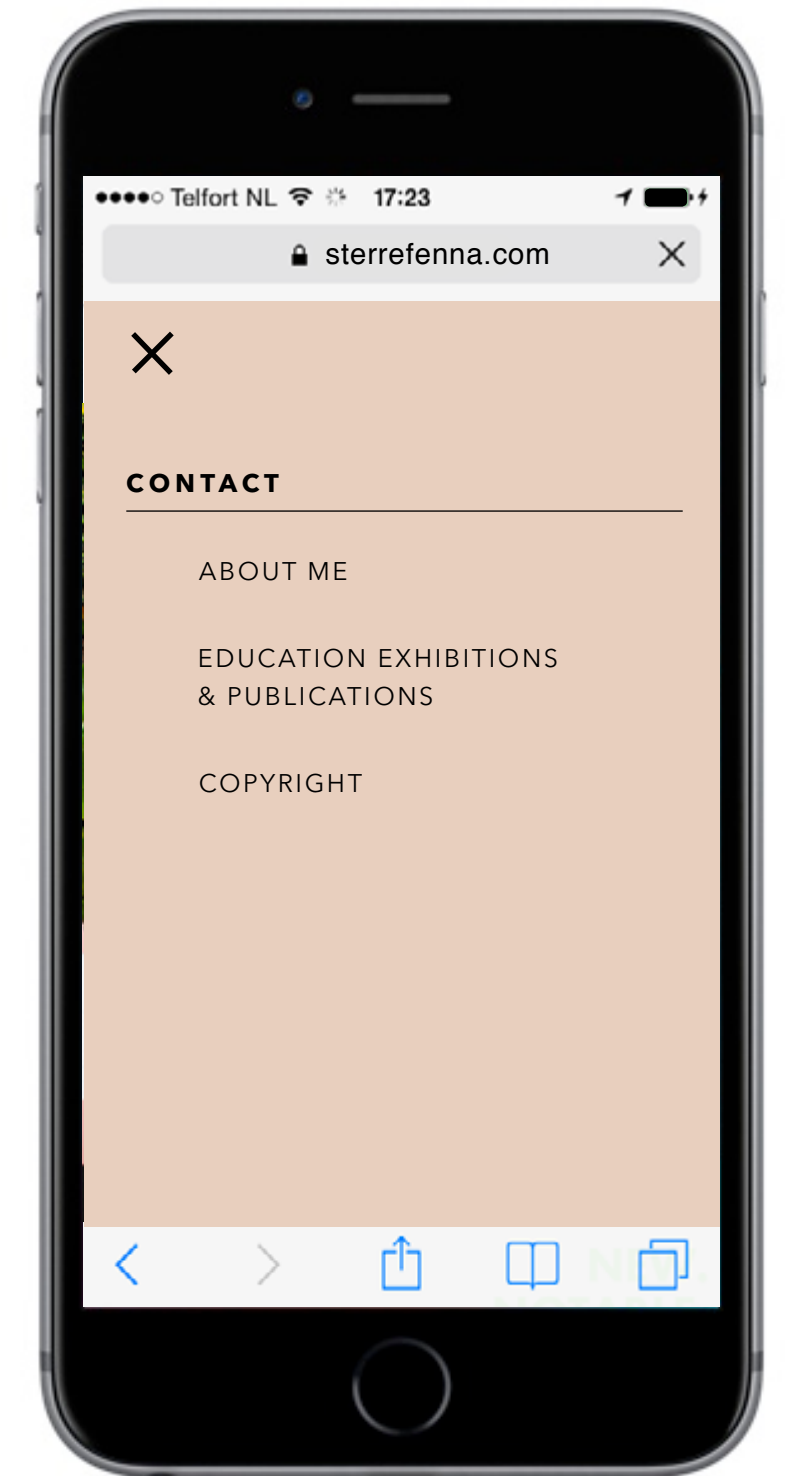 Telfort NL 17:23
sterrefenna.com
CONTACT
ABOUT ME
EDUCATION EXHIBITIONS
& PUBLICATIONS
COPYRIGHT